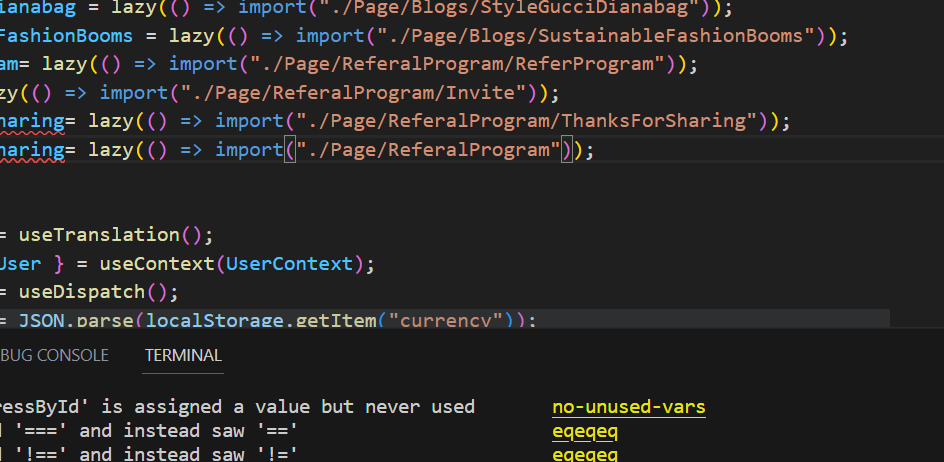 ianabag = lazy(() => import("./Page/Blogs/StyleGucciDianabag"));
FashionBooms = lazy(() => import("./Page/Blogs/SustainableFashionBooms"));
am= lazy(() => import("./Page/ReferalProgram/ReferProgram"));
zy(() => import("./Page/ReferalProgram/Invite"));
haring= lazy(() => import("./Page/ReferalProgram/ThanksForSharing"));
haring= lazy(() => import("./Page/ReferalProgram"));
= useTranslation();
User } = useContext(UserContext);
= useDispatch();
= JSON.parse(localStorage.getItem("currency"));
BUG CONSOLE TERMINAL
ressById' is assigned a value but never used no-unused-vars
d '===' and instead saw '==' eqeqeq
d '!==' and instead saw '!=' eqeqeq